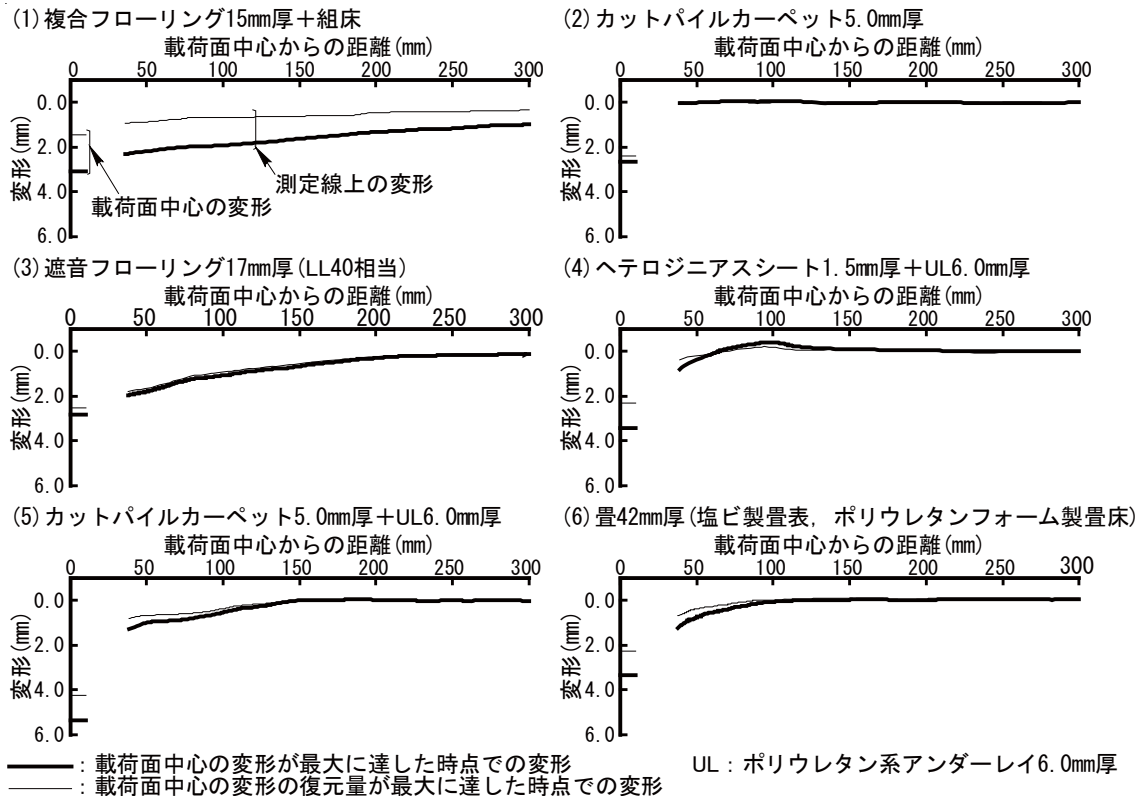 (1)複合フローリング15mm厚＋組床
載荷面中心からの距離(mm)
0 50 100 150 200 250 300
0.0
2.0
4.0
6.0
変形(mm)
測定線上の変形
載荷面中心の変形
(2)カットパイルカーペット5.0mm厚
載荷面中心からの距離(mm)
0 50 100 150 200 250 300
0.0
2.0
4.0
6.0
変形(mm)
(3)遮音フローリング17mm厚(LL40相当)
載荷面中心からの距離(mm)
0 50 100 150 200 250 300
0.0
2.0
4.0
6.0
変形(mm)
(4)ヘテロジニアスシート1.5mm厚＋UL6.0mm厚
載荷面中心からの距離(mm)
0 50 100 150 200 250 300
0.0
2.0
4.0
6.0
変形(mm)
(5)カットパイルカーペット5.0mm厚＋UL6.0mm厚
載荷面中心からの距離(mm)
0 50 100 150 200 250 300
0.0
2.0
4.0
6.0
変形(mm)
(6)畳42mm厚(塩ビ製畳表，ポリウレタンフォーム製畳床)
載荷面中心からの距離(mm)
0 50 100 150 200 250 300
0.0
2.0
4.0
6.0
変形(mm)
：載荷面中心の変形が最大に達した時点での変形
：載荷面中心の変形の復元量が最大に達した時点での変形
UL：ポリウレタン系アンダーレイ6.0mm厚